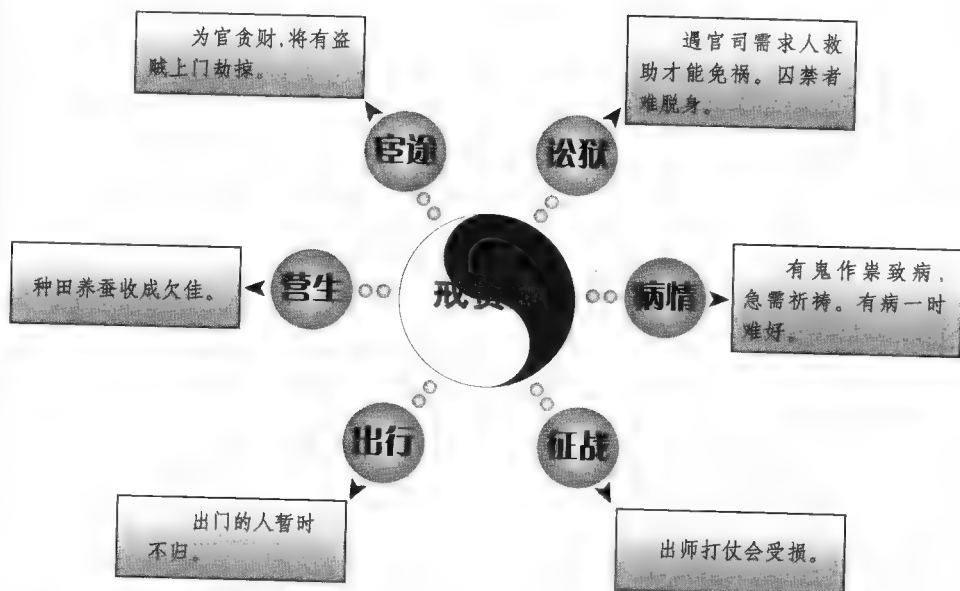 为官贪财,将有盗
贼上门劫掠。
遇官司需求人救
助才能免祸。囚禁者
难脱身。
宦途
讼狱
种田养蚕收成欠佳。
营生
戒贪
病情
有鬼作祟致病,
急需祈祷。有病一时
难好。
出行
征战
出门的人暂时
不归。
出师打仗会受损。